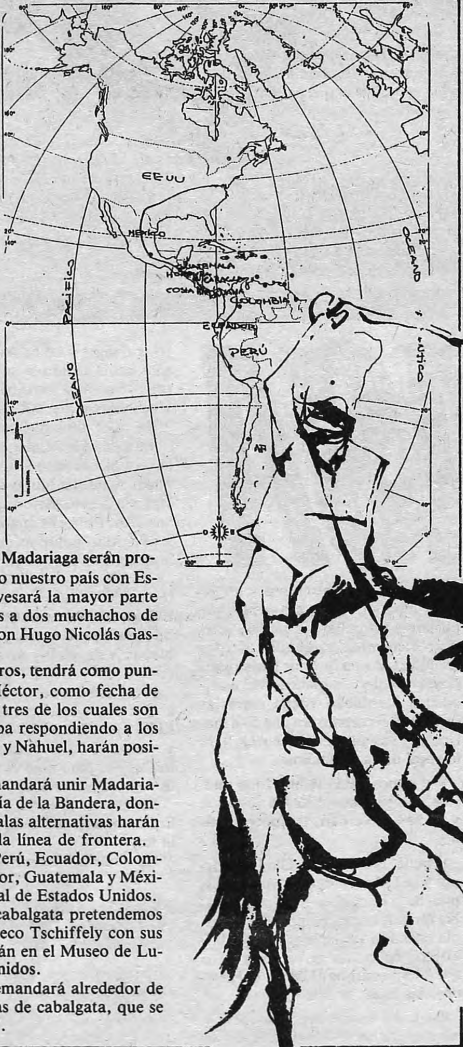 EEUU
MEXICO
GUATEMALA
COLOMBIA
ECUADOR
PERÚ
OCEANO
PACIFICO
OCEANO
Madariaga serán pro-
o nuestro país con Es-
vesará la mayor parte
s a dos muchachos de
on Hugo Nicolás Gas-
ros, tendrá como pun-
Héctor, como fecha de
tres de los cuales son
pa respondiendo a los
y Nahuel, harán posi-
nandará unir Madaria-
ía de la Bandera, don-
alas alternativas harán
la línea de frontera.
Perú, Ecuador, Colom-
or, Guatemala y Méxi-
al de Estados Unidos.
cabalgata pretendemos
eco Tschiffely con sus
án en el Museo de Lu-
nidos.
emandará alrededor de
as de cabalgata, que se